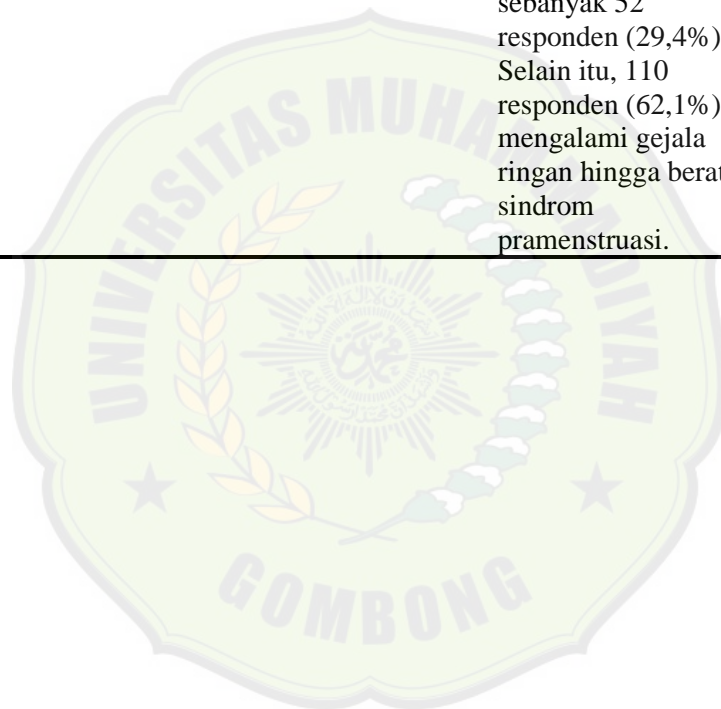 sebanyak 52
responden (29,4%)
Selain itu, 110
responden (62,1%)
mengalami gejala
ringan hingga berat
sindrom
pramenstruasi.
UNIVERSITAS MUHAMMADIYAH
GOMBONG